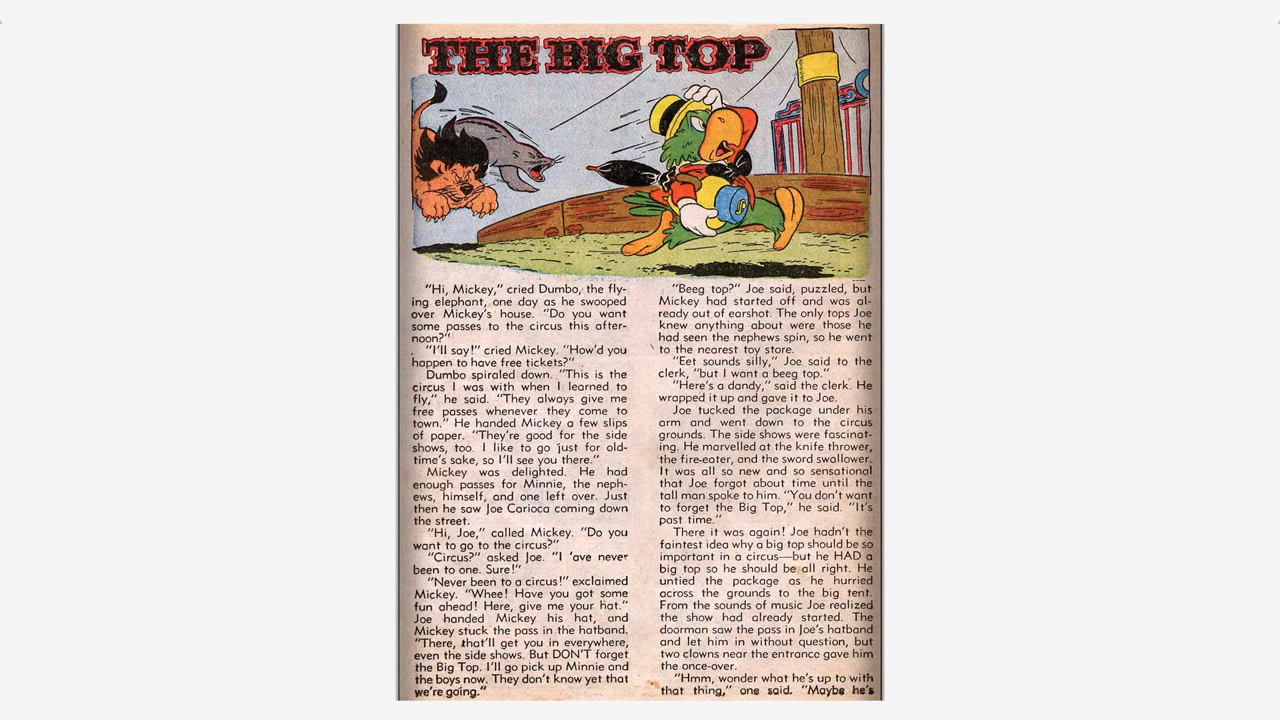 THE BIG TOP
"Hi, Mickey," cried Dumbo, the fly-
ing elephant, one day as he swooped
over Mickey's house. "Do you want
some passes to the circus this after-
noon?"
"I'll say!" cried Mickey. "How'd you
happen to have free tickets?"
Dumbo spiraled down. "This is the
circus I was with when I learned to
fly," he said. "They always give me
free passes whenever they come to
town." He handed Mickey a few slips
of paper. "They're good for the side
shows, too. I like to go just for old-
time's sake, so I'll see you there."
Mickey was delighted. He had
enough passes for Minnie, the neph-
ews, himself, and one left over. Just
then he saw Joe Carioca coming down
the street.
"Hi, Joe," called Mickey. "Do you
want to go to the circus?"
"Circus?" asked Joe. "I 'ave never
been to one. Sure!"
"Never been to a circus!" exclaimed
Mickey. "Whee! Have you got some
fun ahead! Here, give me your hat."
Joe handed Mickey his hat, and
Mickey stuck the pass in the hatband.
"There, that'll get you in everywhere,
even the side shows. But DON'T forget
the Big Top. I'll go pick up Minnie and
the boys now. They don't know yet that
we're going."
"Beeg top?" Joe said, puzzled, but
Mickey had started off and was al-
ready out of earshot. The only tops Joe
knew anything about were those he
had seen the nephews spin, so he went
to the nearest toy store.
"Eet sounds silly," Joe said to the
clerk, "but I want a beeg top."
"Here's a dandy," said the clerk. He
wrapped it up and gave it to Joe.
Joe tucked the package under his
arm and went down to the circus
grounds. The side shows were fascinat-
ing. He marvelled at the knife thrower,
the fire-eater, and the sword swallower.
It was all so new and so sensational
that Joe forgot about time until the
tall man spoke to him. "You don't want
to forget the Big Top," he said. "It's
past time."
There it was again! Joe hadn't the
faintest idea why a big top should be so
important in a circus—but he HAD a
big top so he should be all right. He
untied the package as he hurried
across the grounds to the big tent.
From the sounds of music Joe realized
the show had already started. The
doorman saw the pass in Joe's hatband
and let him in without question, but
two clowns near the entrance gave him
the once-over.
"Hmm, wonder what he's up to with
that thing," one said. "Maybe he's